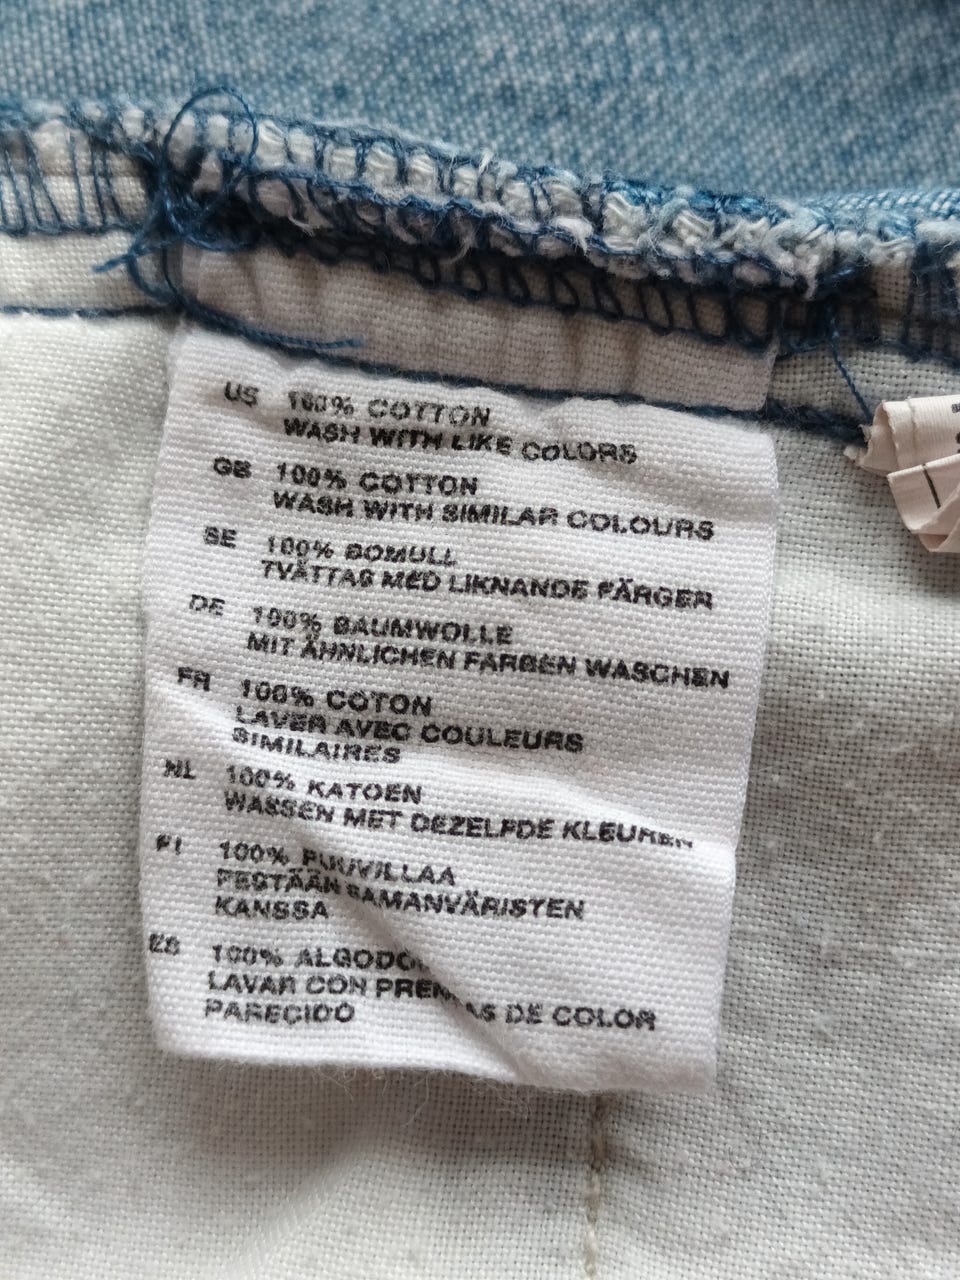 US 100% COTTON
WASH WITH LIKE COLORS
GB 100% COTTON
WASH WITH SIMILAR COLOURS
SE 100% BOMULL
TVÄTTAS MED LIKNANDE FÄRGER
DE 100% BAUMWOLLE
MIT ÄHNLICHEN FARBEN WASCHEN
FR 100% COTON
LAVER AVEC COULEURS
SIMILAIRES
NL 100% KATOEN
WASSEN MET DEZELFDE KLEUREN
FI 100% PUUVILLAA
PESTÄÄN SAMANVÄRISTEN
KANSSA
ES 100%
LAVAR CON DE COLOR
PARECIDO